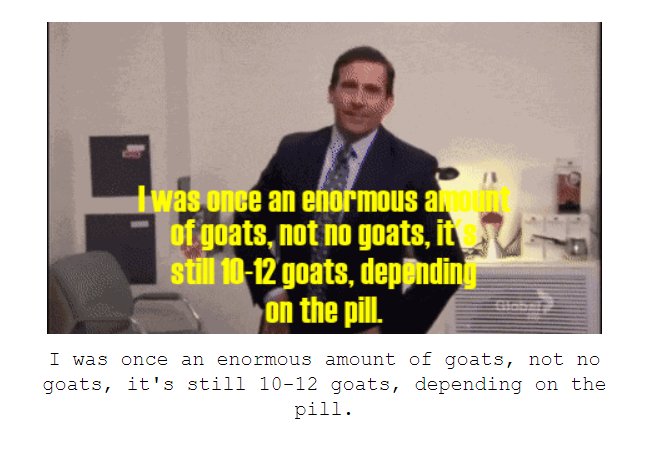 I was once an enormous amount
of goats, not no goats, it's
still 10-12 goats, depending
on the pill.
I was once an enormous amount of goats, not no
goats, it's still 10-12 goats, depending on the
pill.